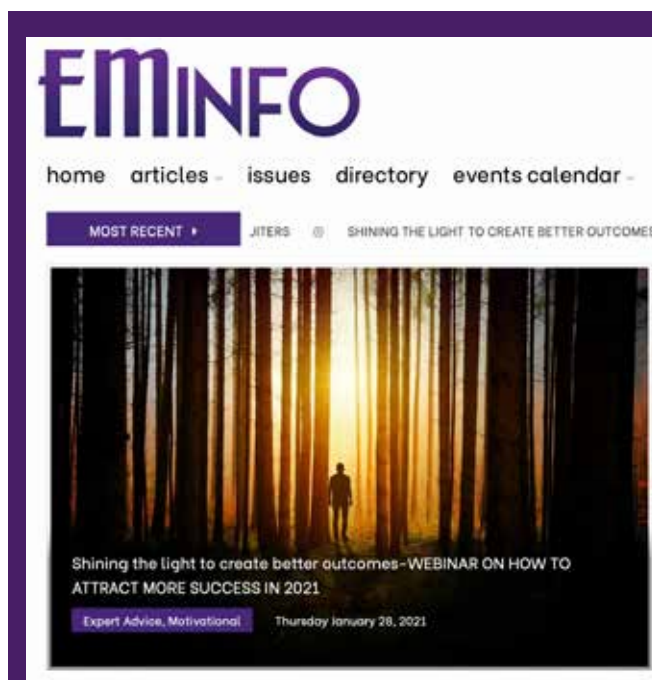 EMINFO
home articles issues directory events calendar
MOST RECENT JITERS SHINING THE LIGHT TO CREATE BETTER OUTCOMES
Shining the light to create better outcomes-WEBINAR ON HOW TO
ATTRACT MORE SUCCESS IN 2021
Expert Advice, Motivational Thursday January 28, 2021